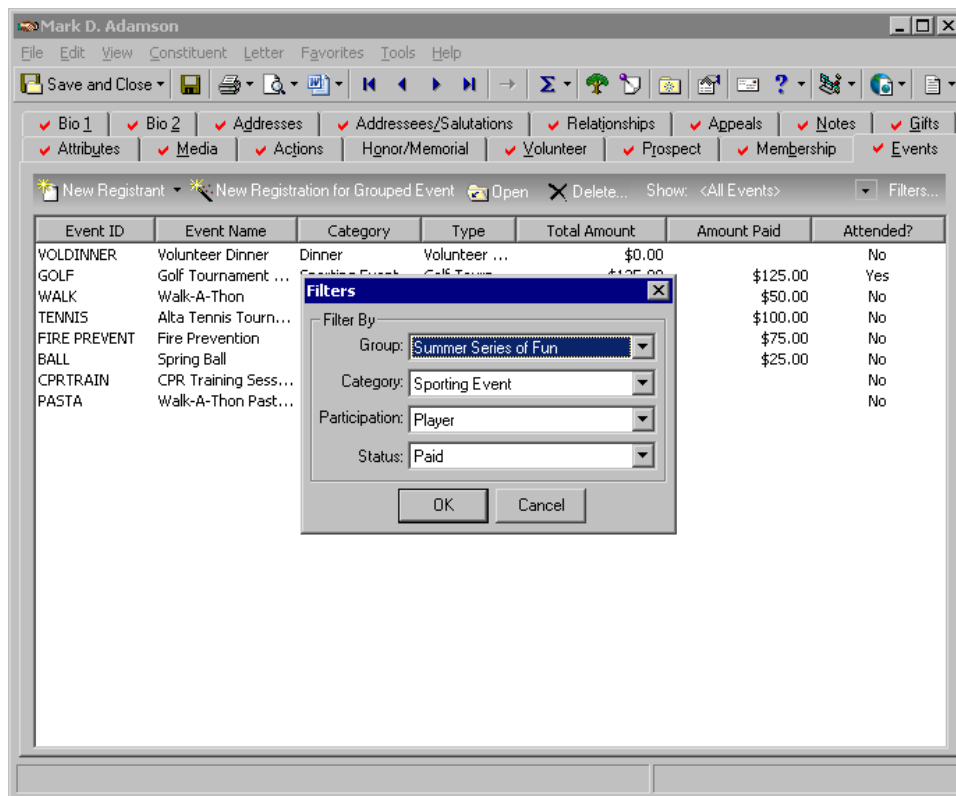 Mark D. Adamson
File Edit View Constituent Letter Favorites Tools Help
Save and Close
Bio 1 Bio 2 Addresses Addressees/Salutations Relationships Appeals Notes Gifts
Attributes Media Actions Honor/Memorial Volunteer Prospect Membership Events
New Registrant New Registration for Grouped Event Open Delete... Show: <All Events> Filters...
Event ID Event Name Category Type Total Amount Amount Paid Attended?
VOLDINNER Volunteer Dinner Dinner Volunteer ... $0.00 No
GOLF Golf Tournament ... Sporting Event Golf Tourn... $125.00 $125.00 Yes
WALK Walk-A-Thon $50.00 No
TENNIS Alta Tennis Tourn... $100.00 No
FIRE PREVENT Fire Prevention $75.00 No
BALL Spring Ball $25.00 No
CPRTRAIN CPR Training Sess... No
PASTA Walk-A-Thon Past... No
Filters
Filter By
Group: Summer Series of Fun
Category: Sporting Event
Participation: Player
Status: Paid
OK Cancel